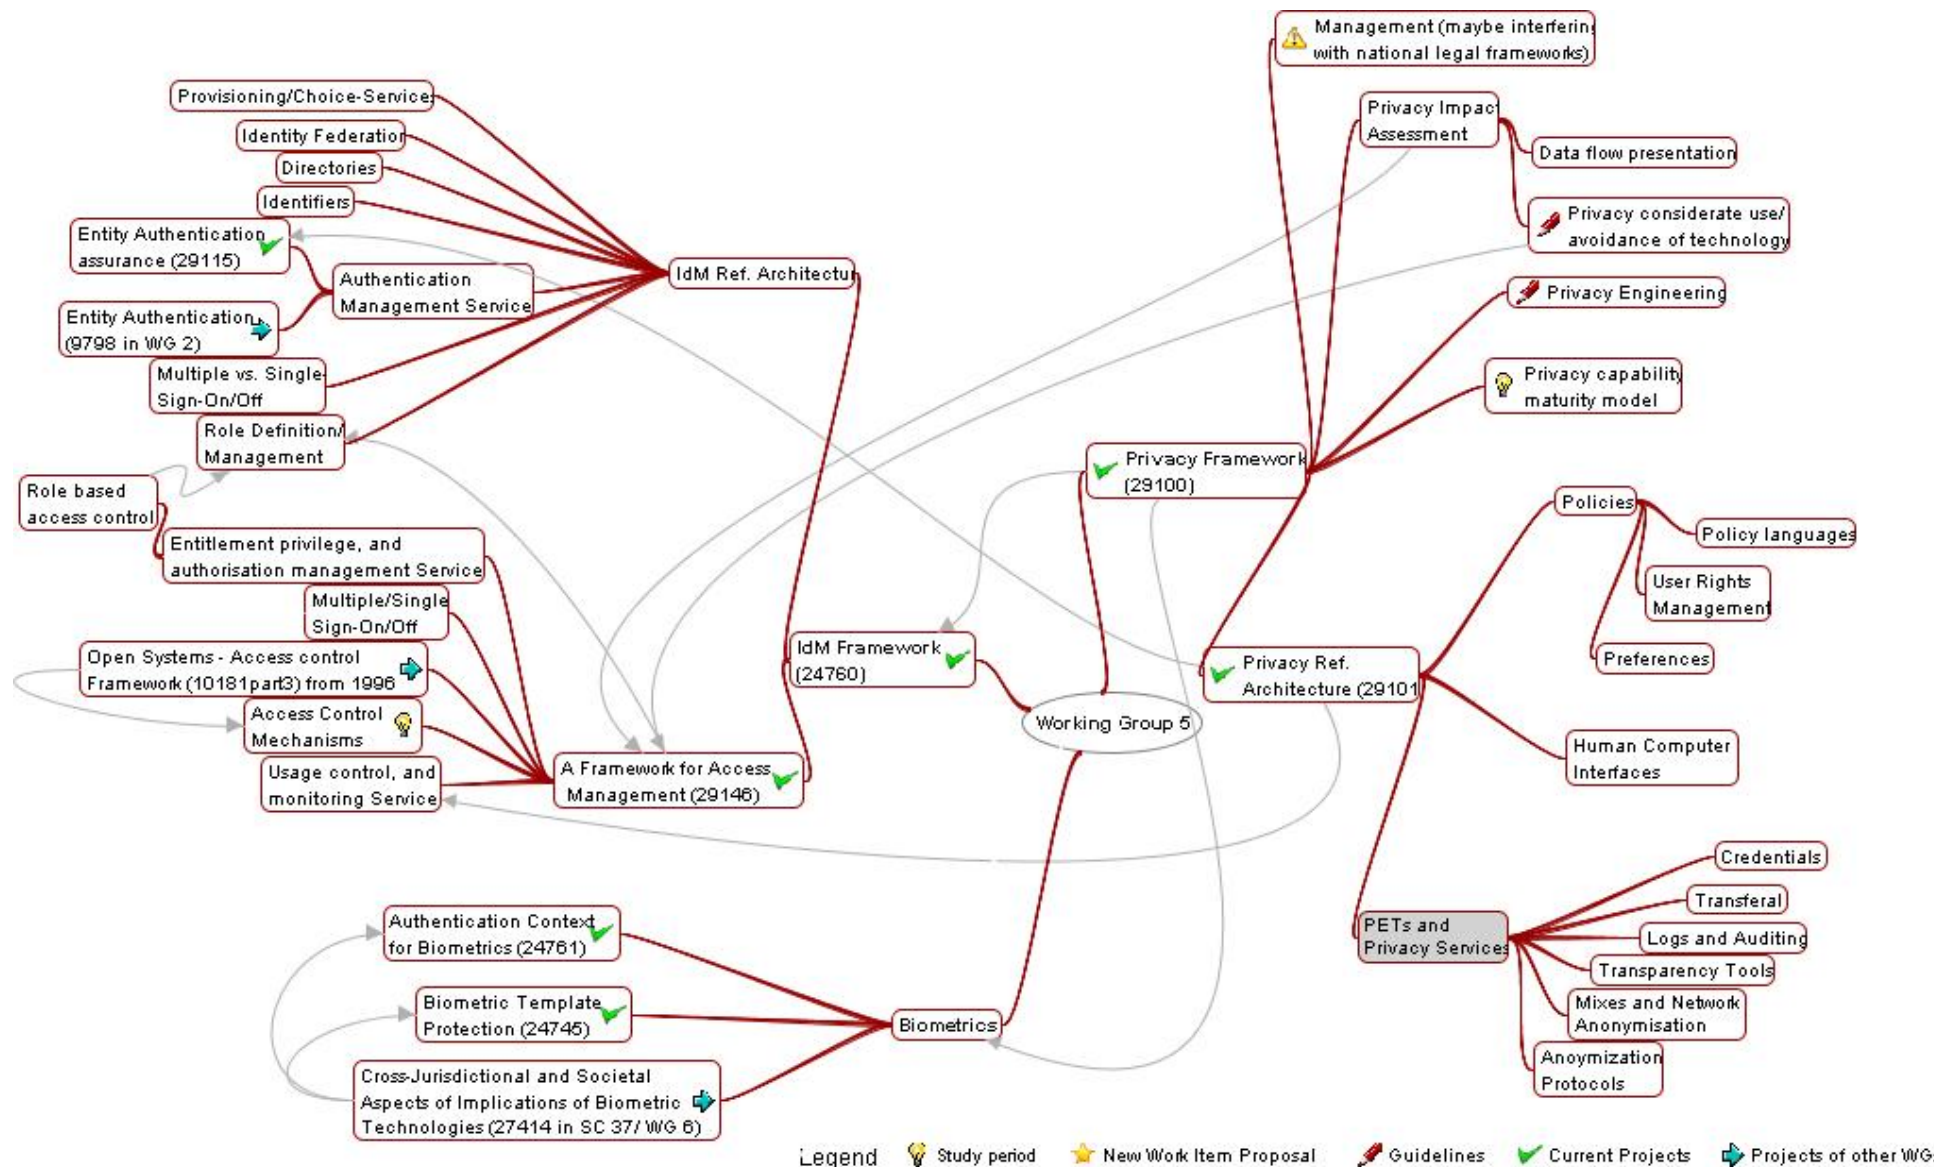 Management (maybe interferin
with national legal frameworks)
Provisioning/Choice-Service
Identity Federation
Directories
Identifiers
Entity Authentication
assurance (29115)
Authentication
Management Service
Entity Authentication
(9798 in WG 2)
Multiple vs. Single
Sign-On/Off
Role Definition/
Management
IdM Ref. Architectu
Role based
access control
Entitlement privilege, and
authorisation management Service
Multiple/Single
Sign-On/Off
Open Systems - Access control
Framework (10181part3) from 1996
Access Control
Mechanisms
Usage control, and
monitoring Service
A Framework for Access
Management (29146)
IdM Framework
(24760)
Working Group 5
Privacy Framework
(29100)
Privacy Impact
Assessment
Data flow presentation
Privacy considerate use/
avoidance of technology
Privacy Engineering
Privacy capability
maturity model
Privacy Ref.
Architecture (29101
Policies
Policy languages
User Rights
Management
Preferences
Human Computer
Interfaces
PETs and
Privacy Services
Credentials
Transferal
Logs and Auditing
Transparency Tools
Mixes and Network
Anonymisation
Anoymization
Protocols
Biometrics
Authentication Context
for Biometrics (24761)
Biometric Template
Protection (24745)
Cross-Jurisdictional and Societal
Aspects of Implications of Biometric
Technologies (27414 in SC 37/ WG 6)
Legend
Study period
New Work Item Proposal
Guidelines
Current Projects
Projects of other WG